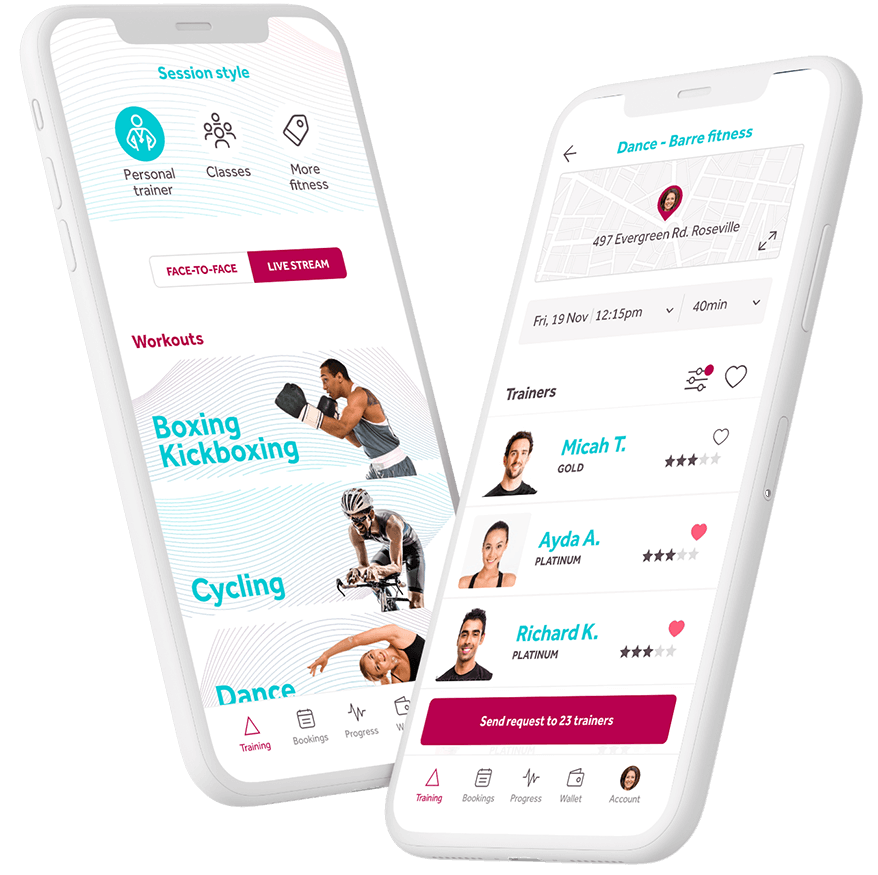 Session style
Personal
trainer
Classes
More
fitness
FACE-TO-FACE
LIVE STREAM
Workouts
Boxing
Kickboxing
Cycling
Dance
Training
Bookings
Progress
Dance - Barre fitness
497 Evergreen Rd. Roseville
Fri, 19 Nov
12:15pm
40min
Trainers
Micah T.
GOLD
Ayda A.
PLATINUM
Richard K.
PLATINUM
Send request to 23 trainers
Training
Bookings
Progress
Wallet
Account